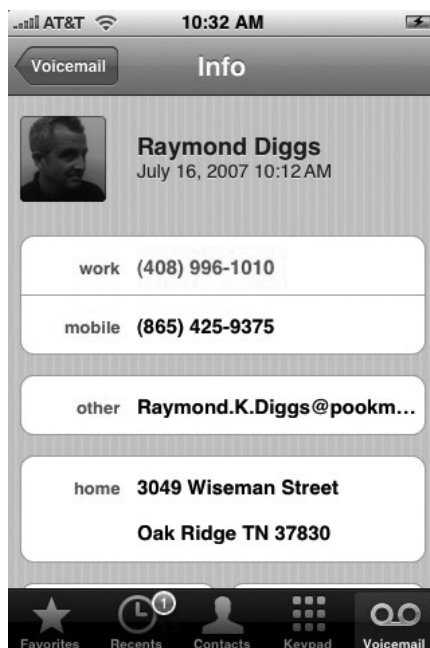 AT&T 10:32 AM
Voicemail Info
Raymond Diggs
July 16, 2007 10:12 AM
work (408) 996-1010
mobile (865) 425-9375
other Raymond.K.Diggs@pookm...
home 3049 Wiseman Street
Oak Ridge TN 37830
1
Favorites Recents Contacts Keypad Voicemail